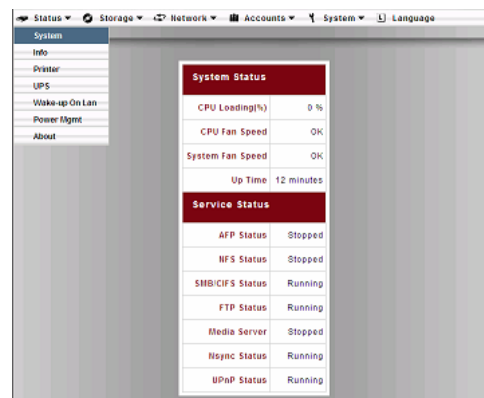 Status Storage Network Accounts System Language
System
Info
Printer
UPS
Wake-up On Lan
Power Mgmt
About
System Status
CPU Loading(%) 0 %
CPU Fan Speed OK
System Fan Speed OK
Up Time 12 minutes
Service Status
AFP Status Stopped
NFS Status Stopped
SMB/CIFS Status Running
FTP Status Running
Media Server Stopped
Nsync Status Running
UPnP Status Running